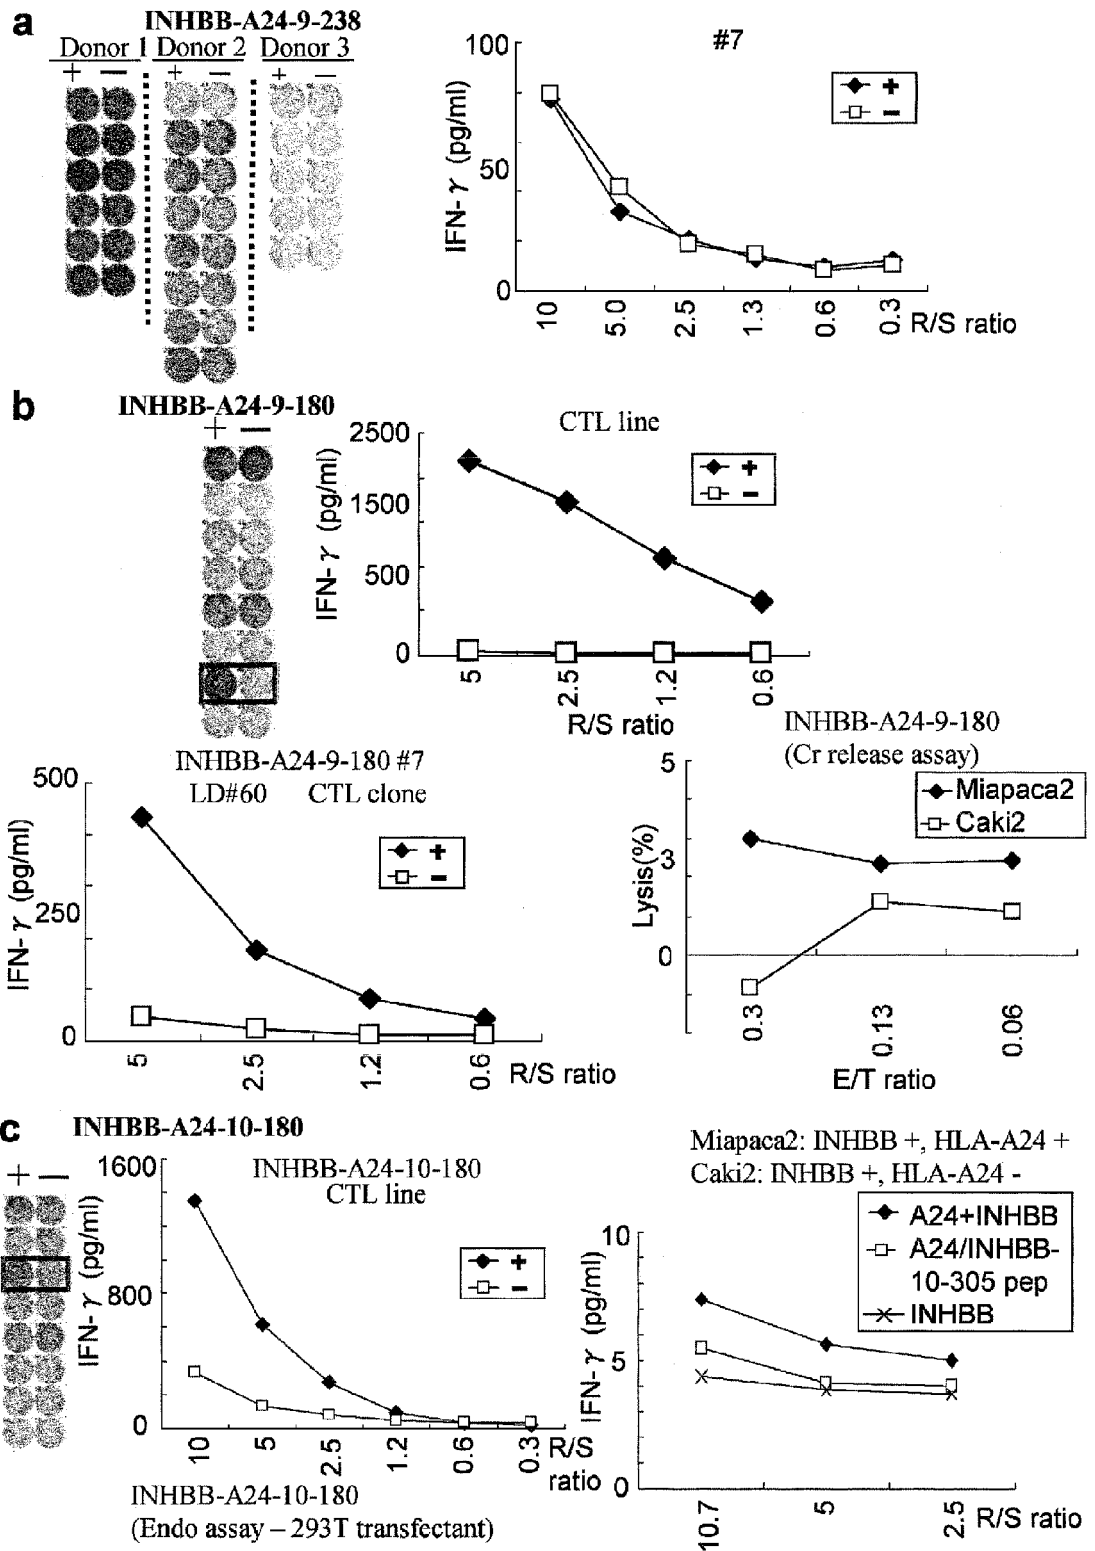 a
INHBB-A24-9-238
Donor 1 Donor 2 Donor 3
+ − + − + −
#7
100
50
0
IFN-γ (pg/ml)
+
−
10 5.0 2.5 1.3 0.6 0.3 R/S ratio
b
INHBB-A24-9-180
+ −
CTL line
2500
1500
500
0
IFN-γ (pg/ml)
+
−
5 2.5 1.2 0.6
R/S ratio
INHBB-A24-9-180 #7
LD#60 CTL clone
500
250
0
IFN-γ (pg/ml)
+
−
5 2.5 1.2 0.6 R/S ratio
INHBB-A24-9-180
(Cr release assay)
5
3
0
Lysis(%)
Miapaca2
Caki2
0.3 0.13 0.06
E/T ratio
c
INHBB-A24-10-180
+ −
INHBB-A24-10-180
CTL line
1600
800
0
IFN-γ (pg/ml)
+
−
10 5 2.5 1.2 0.6 0.3 R/S
ratio
INHBB-A24-10-180
(Endo assay – 293T transfectant)
Miapaca2: INHBB +, HLA-A24 +
Caki2: INHBB +, HLA-A24 -
10
5
0
IFN-γ (pg/ml)
A24+INHBB
A24/INHBB-
10-305 pep
INHBB
10.7 5 2.5 R/S ratio